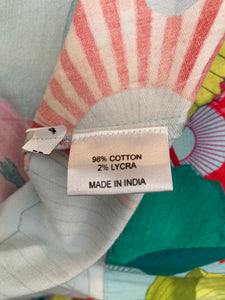 98% COTTON
2% LYCRA
MADE IN INDIA